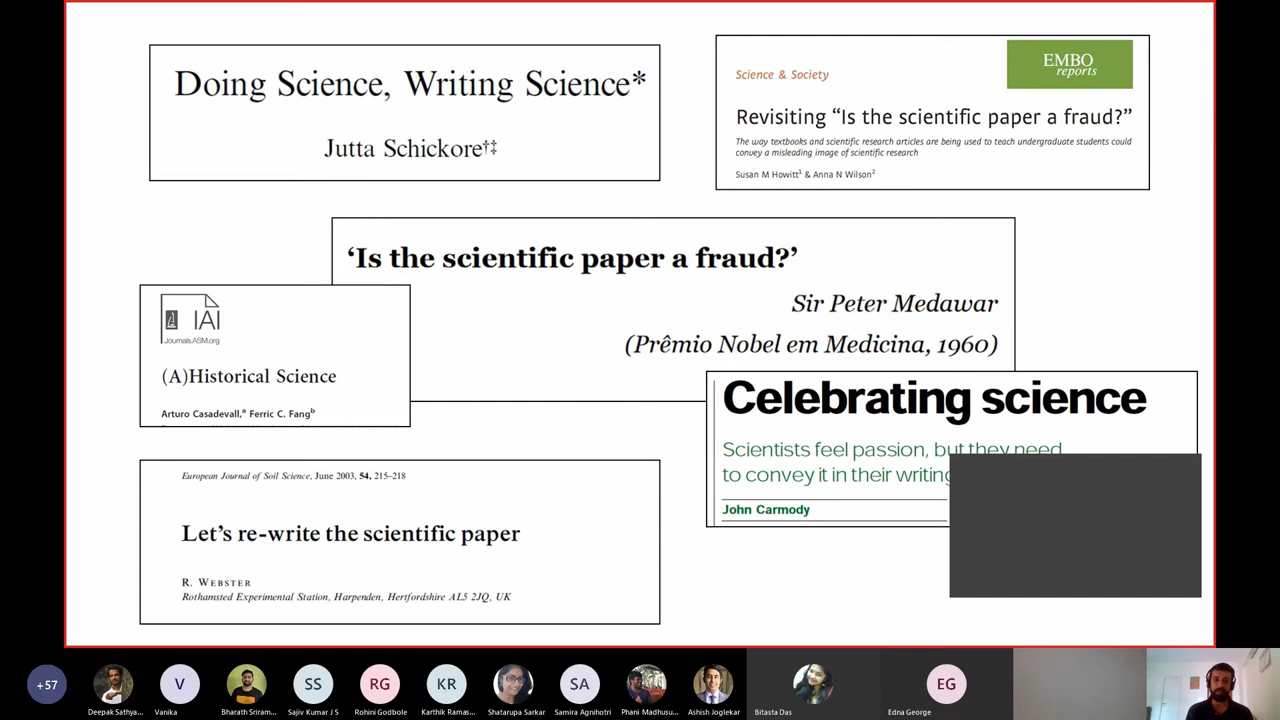 Doing Science, Writing Science*
Jutta Schickore†‡
EMBO
reports
Science & Society
Revisiting “Is the scientific paper a fraud?”
The way textbooks and scientific research articles are being used to teach undergraduate students could
convey a misleading image of scientific research
Susan M Howitt1 & Anna N Wilson2
‘Is the scientific paper a fraud?’
Sir Peter Medawar
(Prêmio Nobel em Medicina, 1960)
IAI
Journals.ASM.org
(A)Historical Science
Arturo Casadevall,a Ferric C. Fangb
Celebrating science
Scientists feel passion, but they need
to convey it in their writing
John Carmody
European Journal of Soil Science, June 2003, 54, 215–218
Let’s re-write the scientific paper
R. WEBSTER
Rothamsted Experimental Station, Harpenden, Hertfordshire AL5 2JQ, UK
+57
V
SS
RG
KR
SA
EG
Deepak Sathya...
Vanika
Bharath Sriram...
Sajiv Kumar J S
Rohini Godbole
Karthik Ramas...
Shatarupa Sarkar
Samira Agnihotri
Phani Madhusu...
Ashish Joglekar
Bitasta Das
Edna George